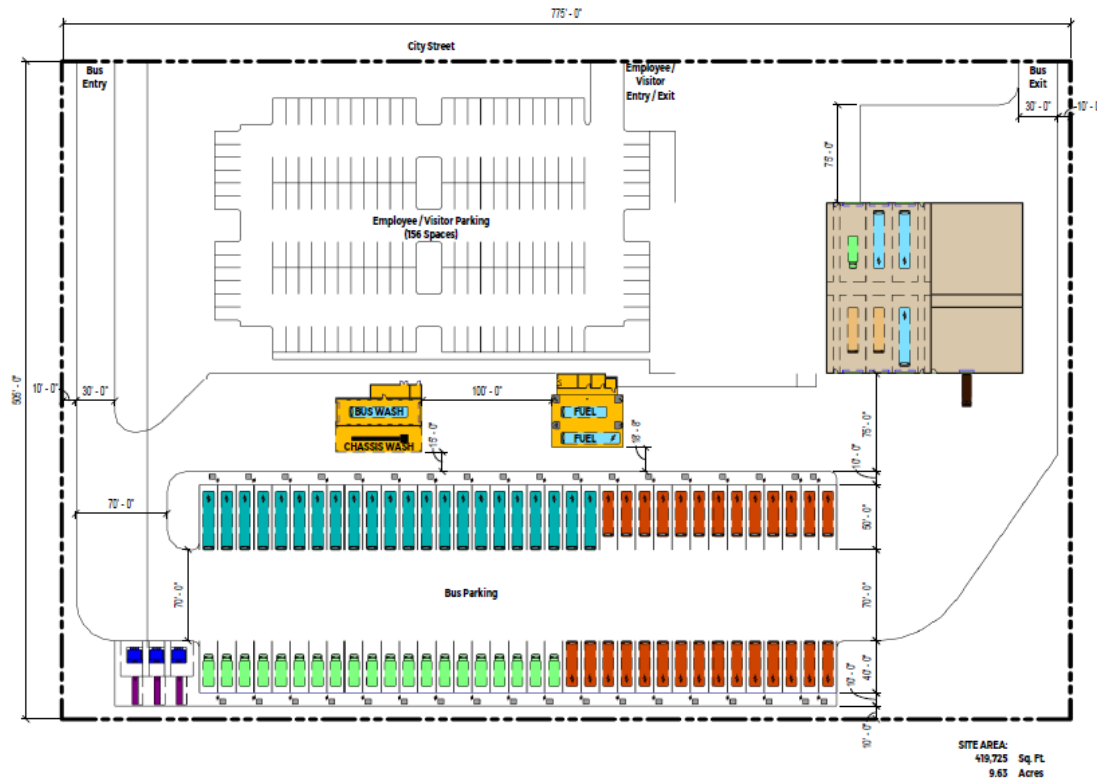 775' - 0"
City Street
Bus
Entry
Employee /
Visitor
Entry / Exit
Bus
Exit
30' - 0"
10' - 0
75' - 0"
505' - 0"
Employee / Visitor Parking
(156 Spaces)
10' - 0"
30' - 0"
BUS WASH
CHASSIS WASH
100' - 0"
FUEL
FUEL
15' - 0"
18' - 8"
75' - 0"
10' - 0"
70' - 0"
50' - 0"
70' - 0"
Bus Parking
70' - 0"
10' - 0"
40' - 0"
10' - 0"
SITE AREA:
419,725 Sq. Ft.
9.63 Acres